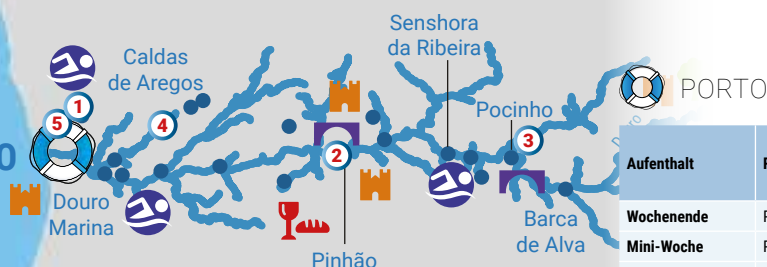 Senshora
da Ribeira
Caldas
de Aregos
PORTO
Pocinho
1
5
4
3
2
O
Douro
Aufenthalt
Wochenende
Mini-Woche
Douro
Marina
Barca
de Alva
Pinhão